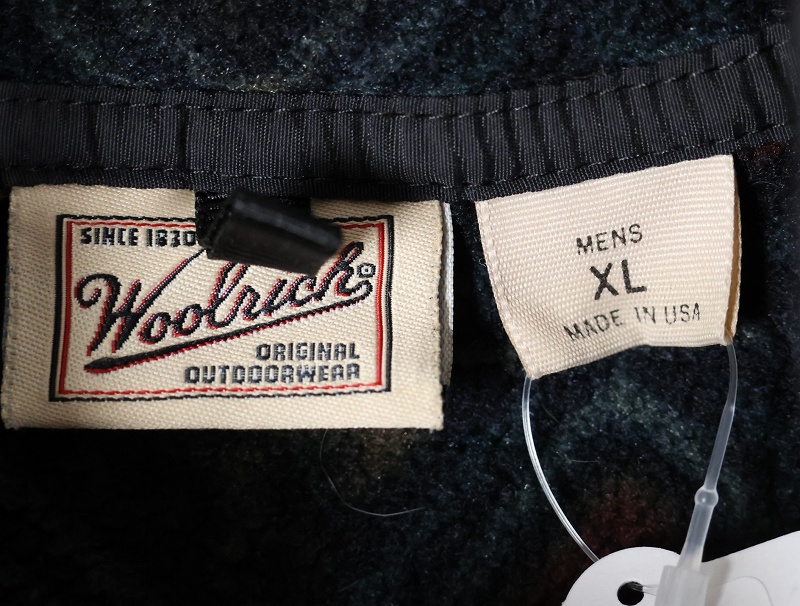 SINCE 1830
Woolrich
ORIGINAL
OUTDOORWEAR
MENS
XL
MADE IN USA